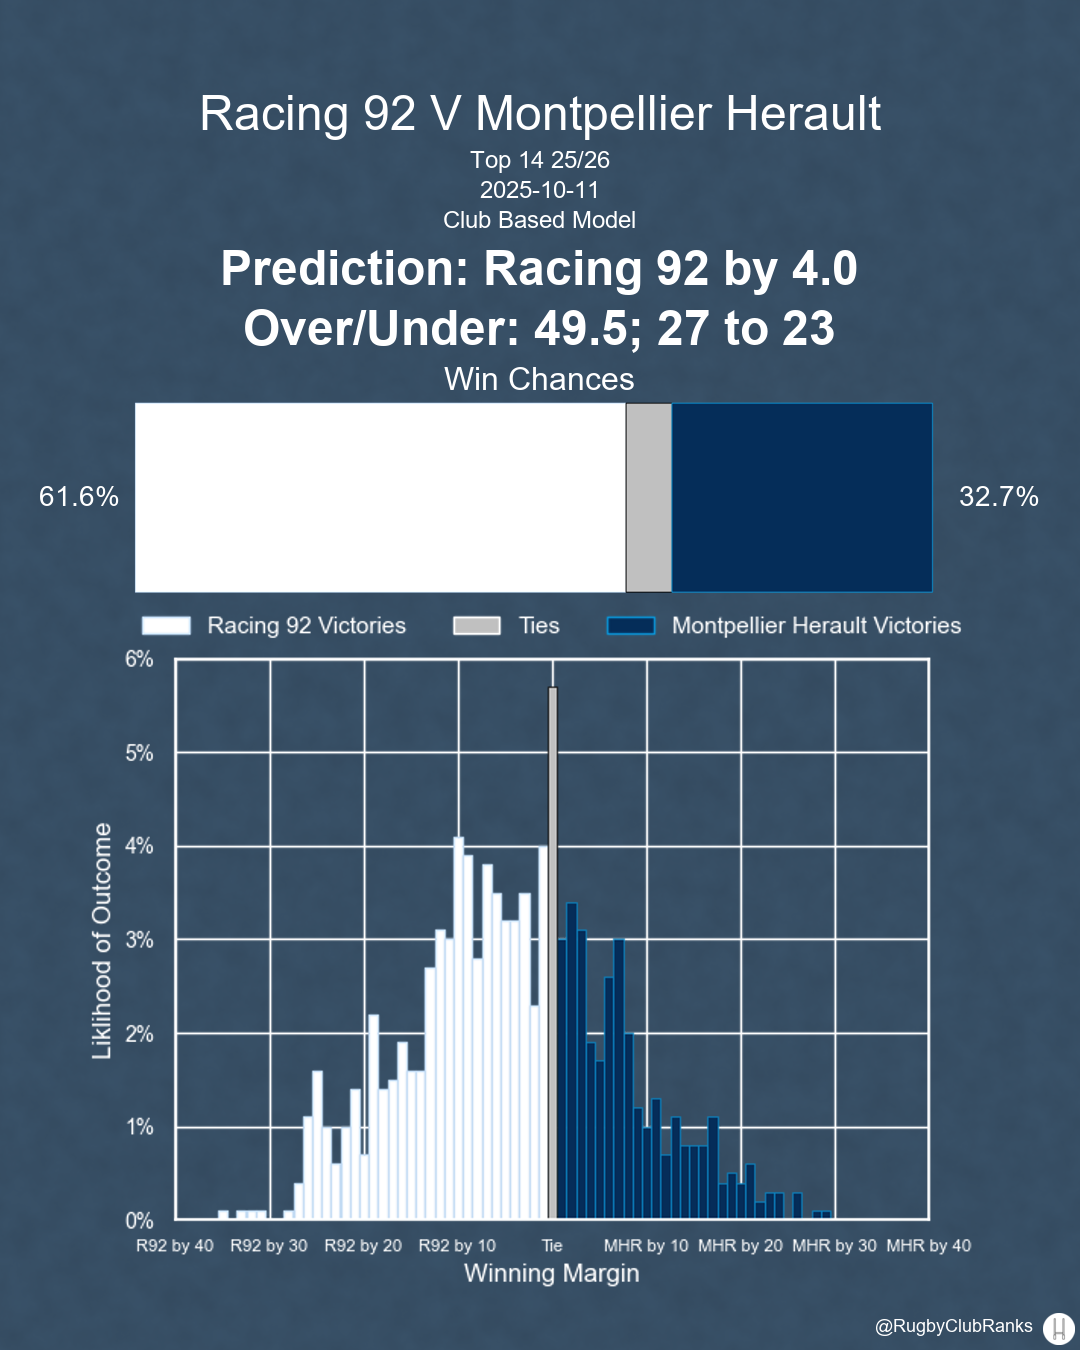 Racing 92 V Montpellier Herault
Top 14 25/26
2025-10-11
Club Based Model
Prediction: Racing 92 by 4.0
Over/Under: 49.5; 27 to 23
Win Chances
61.6%
32.7%
Racing 92 Victories Ties Montpellier Herault Victories
6%
5%
4%
3%
2%
1%
0%
Liklihood of Outcome
R92 by 40 R92 by 30 R92 by 20 R92 by 10 Tie MHR by 10 MHR by 20 MHR by 30 MHR by 40
Winning Margin
@RugbyClubRanks